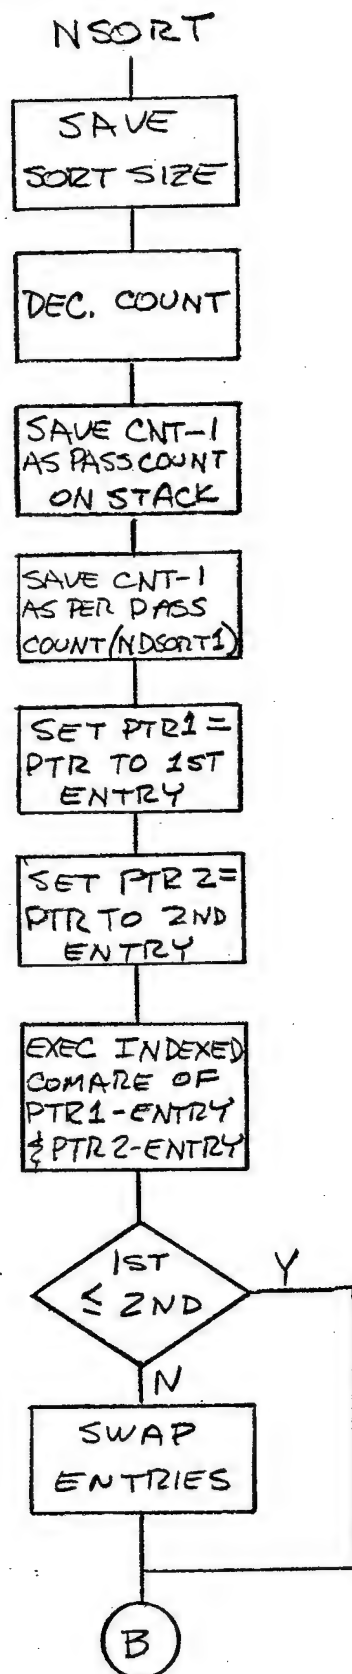 NSORT
SAVE
SORT SIZE
DEC. COUNT
SAVE CNT-1
AS PASS COUNT
ON STACK
SAVE CNT-1
AS PER PASS
COUNT(NDSORT1)
SET PTR1=
PTR TO 1ST
ENTRY
SET PTR2=
PTR TO 2ND
ENTRY
EXEC INDEXED
COMARE OF
PTR1-ENTRY
& PTR2-ENTRY
1ST
≤ 2ND
Y
N
SWAP
ENTRIES
B